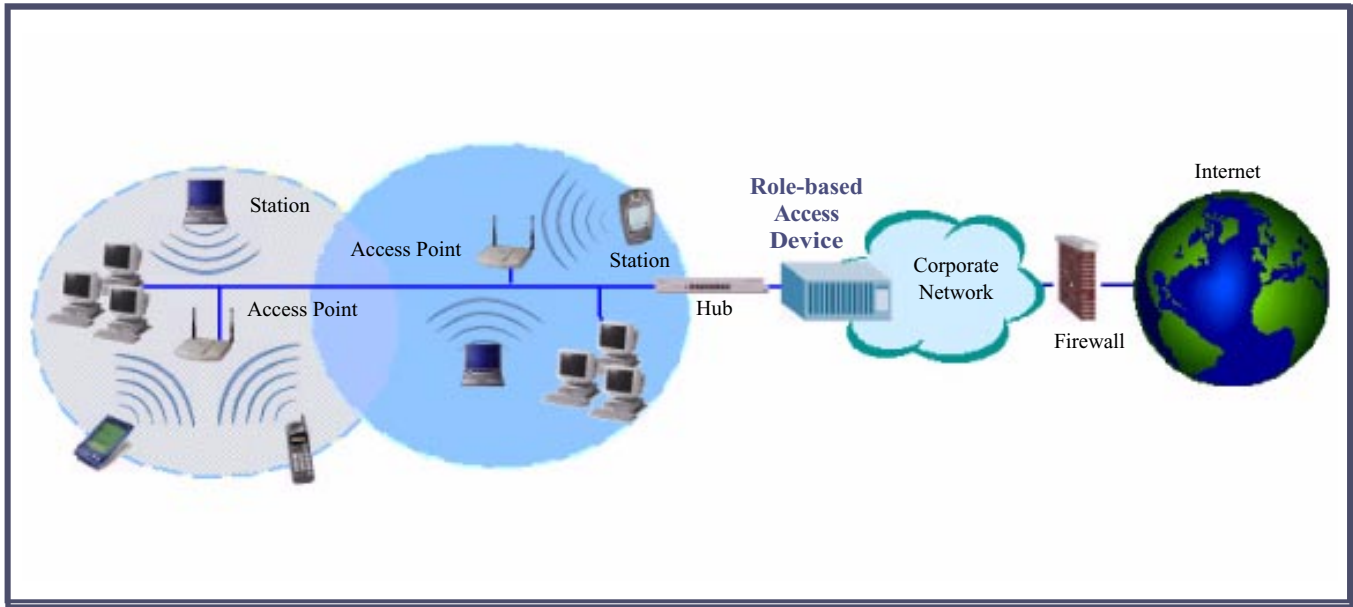 Station
Access Point
Access Point
Station
Hub
Role-based
Access
Device
Corporate
Network
Firewall
Internet